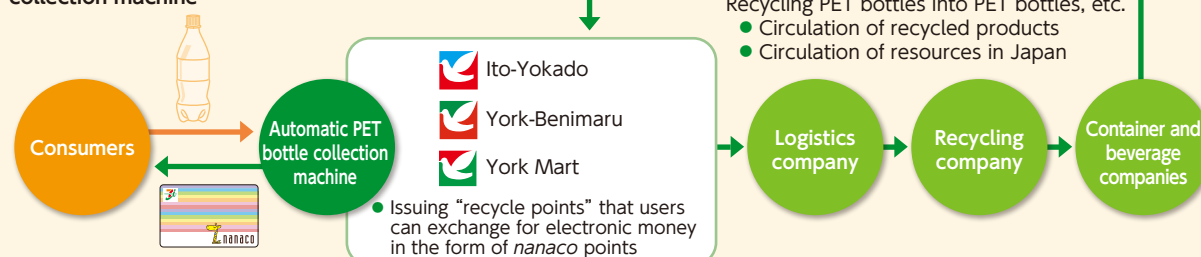 collection machine
Recycling PET bottles into PET bottles, etc.
● Circulation of recycled products
● Circulation of resources in Japan
Consumers
nanaco
Automatic PET
bottle collection
machine
Ito-Yokado
York-Benimaru
York Mart
● Issuing “recycle points” that users
can exchange for electronic money
in the form of nanaco points
Logistics
company
Recycling
company
Container and
beverage
companies